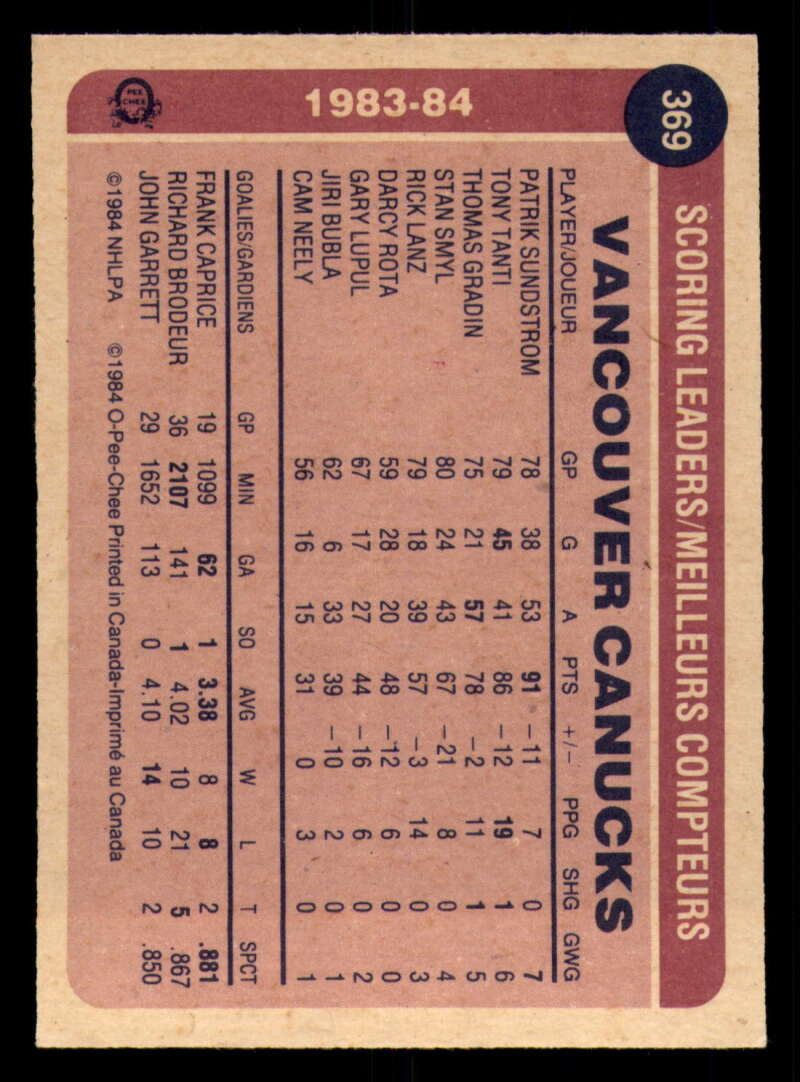 369
SCORING LEADERS/MEILLEURS COMPTEURS
1983-84
PEE
CHEE
VANCOUVER CANUCKS
PLAYER/JOUEUR GP G A PTS +/− PPG SHG GWG
PATRIK SUNDSTROM 78 38 53 91 −11 7 0 7
TONY TANTI 79 45 41 86 −12 19 1 6
THOMAS GRADIN 75 21 57 78 −2 11 1 5
STAN SMYL 80 24 43 67 −21 8 0 4
RICK LANZ 79 18 39 57 −3 14 0 3
DARCY ROTA 59 28 20 48 −12 6 0 0
GARY LUPUL 67 17 27 44 −16 6 0 2
JIRI BUBLA 62 6 33 39 −10 2 0 1
CAM NEELY 56 16 15 31 0 3 0 1
GOALIES/GARDIENS GP MIN GA SO AVG W L T SPCT
FRANK CAPRICE 19 1099 62 1 3.38 8 8 2 .881
RICHARD BRODEUR 36 2107 141 1 4.02 10 21 5 .867
JOHN GARRETT 29 1652 113 0 4.10 14 10 2 .850
©1984 NHLPA ©1984 O-Pee-Chee Printed in Canada-Imprimé au Canada